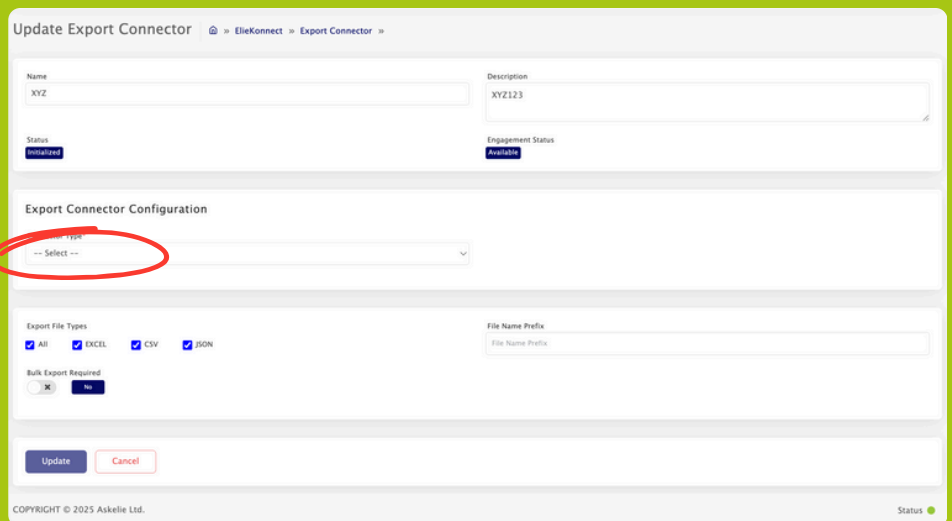 Update Export Connector » ElieKonnect » Export Connector »
Name
XYZ
Description
XYZ123
Status
Initialized
Engagement Status
Available
Export Connector Configuration
Type*
-- Select --
Export File Types
All EXCEL CSV JSON
File Name Prefix
File Name Prefix
Bulk Export Required
No
Update Cancel
COPYRIGHT © 2025 Askelie Ltd.
Status